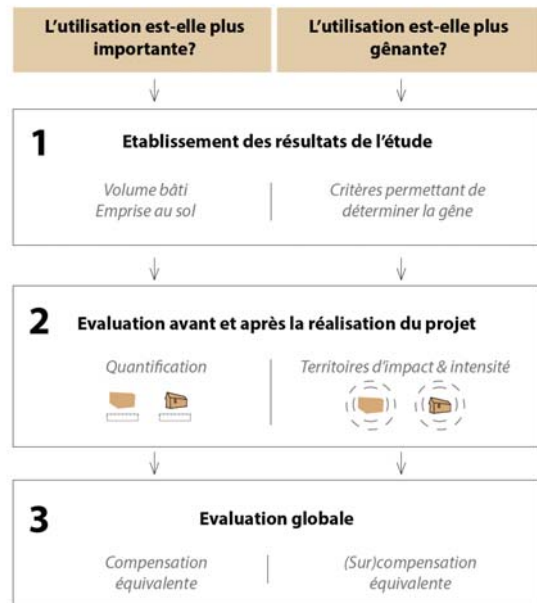 L'utilisation est-elle plus
importante?
L'utilisation est-elle plus
gênante?
1
Etablissement des résultats de l'étude
Volume bâti
Emprise au sol
Critères permettant de
déterminer la gêne
2
Evaluation avant et après la réalisation du projet
Quantification
Territoires d'impact & intensité
3
Evaluation globale
Compensation
équivalente
(Sur)compensation
équivalente